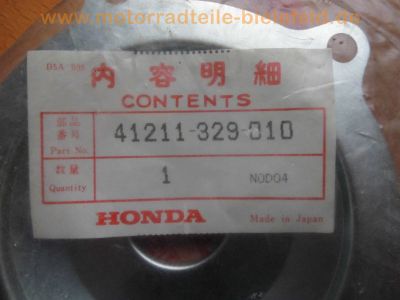 www.motorradteile-bielefeld.de
内容明細
CONTENTS
部品番号
Part No.
41211-329-010
数量
Quantity
1
N0D04
HONDA
Made in Japan